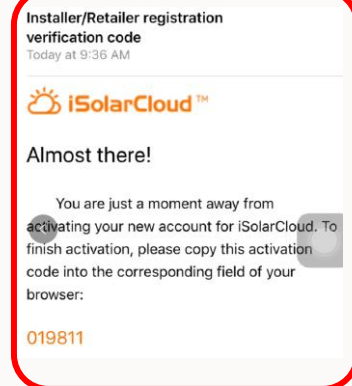 Installer/Retailer registration
verification code
Today at 9:36 AM
iSolarCloud ™
Almost there!
You are just a moment away from
activating your new account for iSolarCloud. To
finish activation, please copy this activation
code into the corresponding field of your
browser:
019811